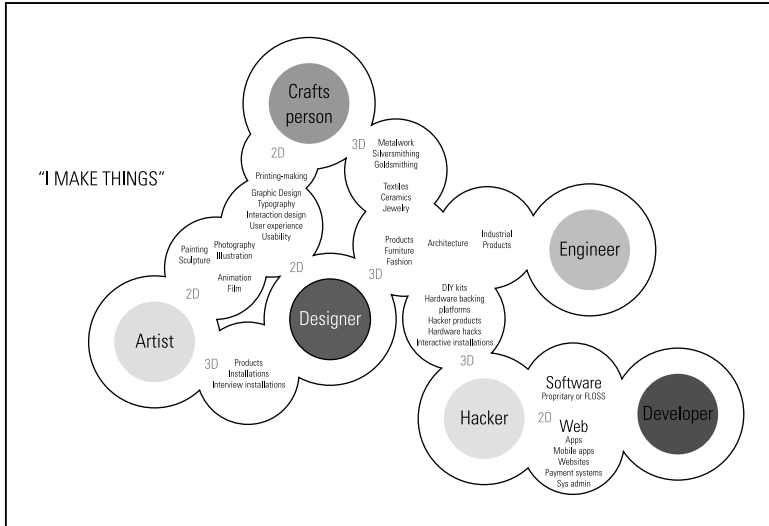 "I MAKE THINGS"
Crafts
person
2D
3D
Printing-making
Graphic Design
Typography
Interaction design
User experience
Usability
Metalwork
Silversmithing
Goldsmithing
Textiles
Ceramics
Jewelry
Products
Furniture
Fashion
Architecture
Industrial
Products
Engineer
Painting
Sculpture
Photography
Illustration
Animation
Film
2D
2D
3D
Artist
Designer
3D
Products
Installations
Interview installations
DIY kits
Hardware backing
platforms
Hacker products
Hardware hacks
Interactive installations
3D
Hacker
Software
Propritary or FLOSS
2D
Web
Apps
Mobile apps
Websites
Payment systems
Sys admin
Developer